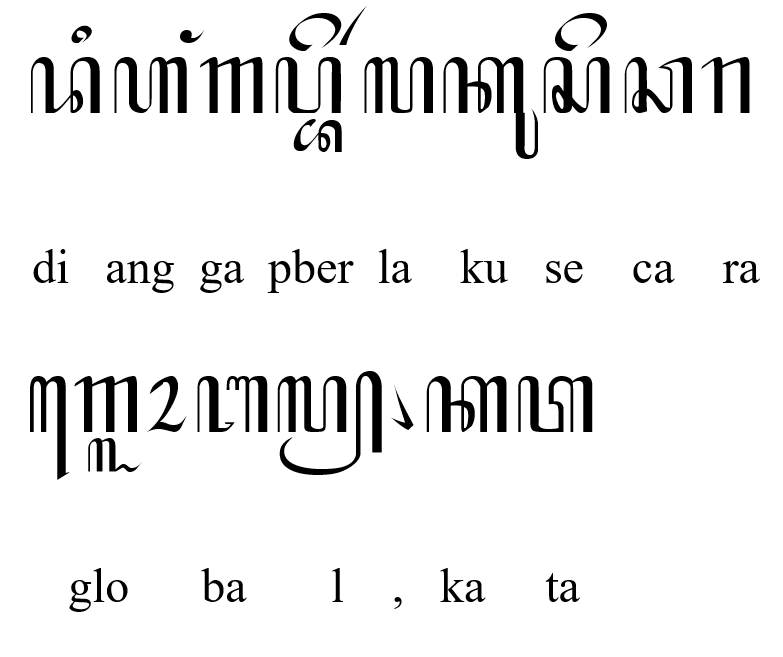 ꦢꦶꦲꦁꦒꦥ꧀ꦧꦼꦂꦭꦏꦸꦱꦼꦕꦫ
di ang ga pber la ku se ca ra
ꦒ꧀ꦭꦺꦴꦧꦭ꧀꧈ꦏꦠ
glo ba l , ka ta